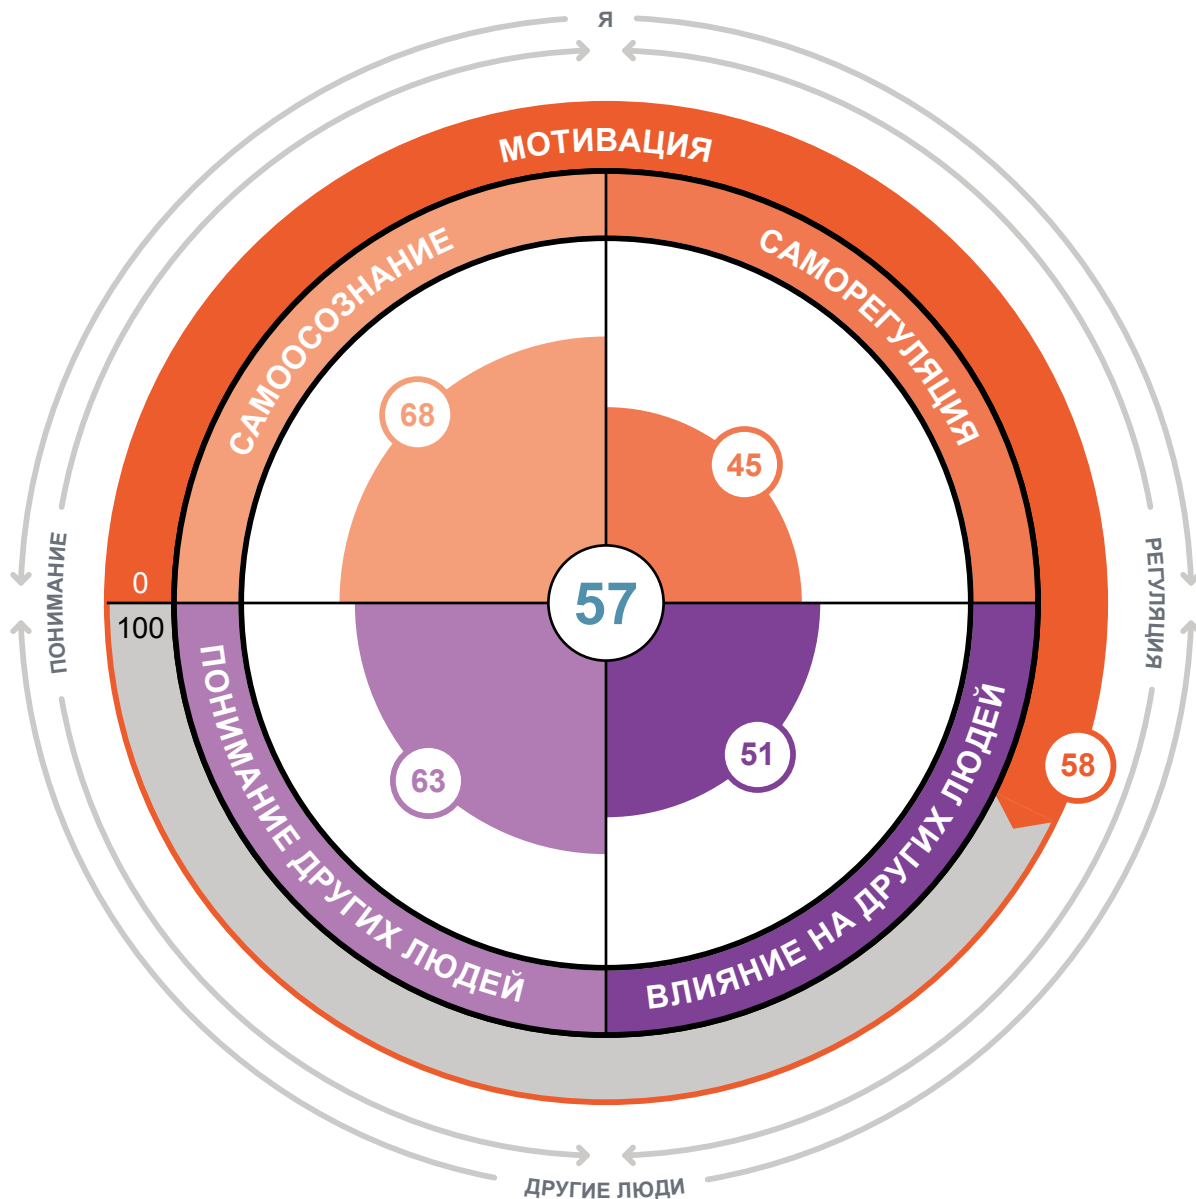 Я
МОТИВАЦИЯ
САМООСОЗНАНИЕ
САМОРЕГУЛЯЦИЯ
68
45
ПОНИМАНИЕ
РЕГУЛЯЦИЯ
0
57
100
ПОНИМАНИЕ ДРУГИХ ЛЮДЕЙ
ВЛИЯНИЕ НА ДРУГИХ ЛЮДЕЙ
63
51
58
ДРУГИЕ ЛЮДИ